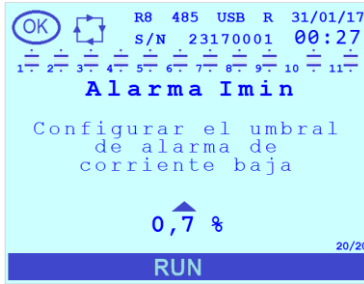 OK R8 485 USB R 31/01/17
S/N 23170001 00:27
1 2 3 4 5 6 7 8 9 10 11
Alarma Imin
Configurar el umbral
de alarma de
corriente baja
0,7 %
20/20
RUN